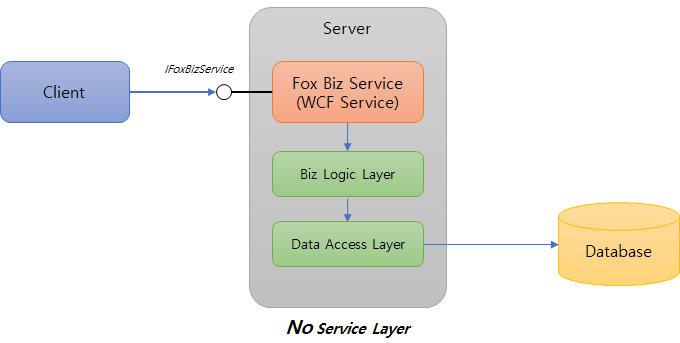 Server
IFoxBizService
Client
Fox Biz Service
(WCF Service)
Biz Logic Layer
Data Access Layer
Database
No Service Layer